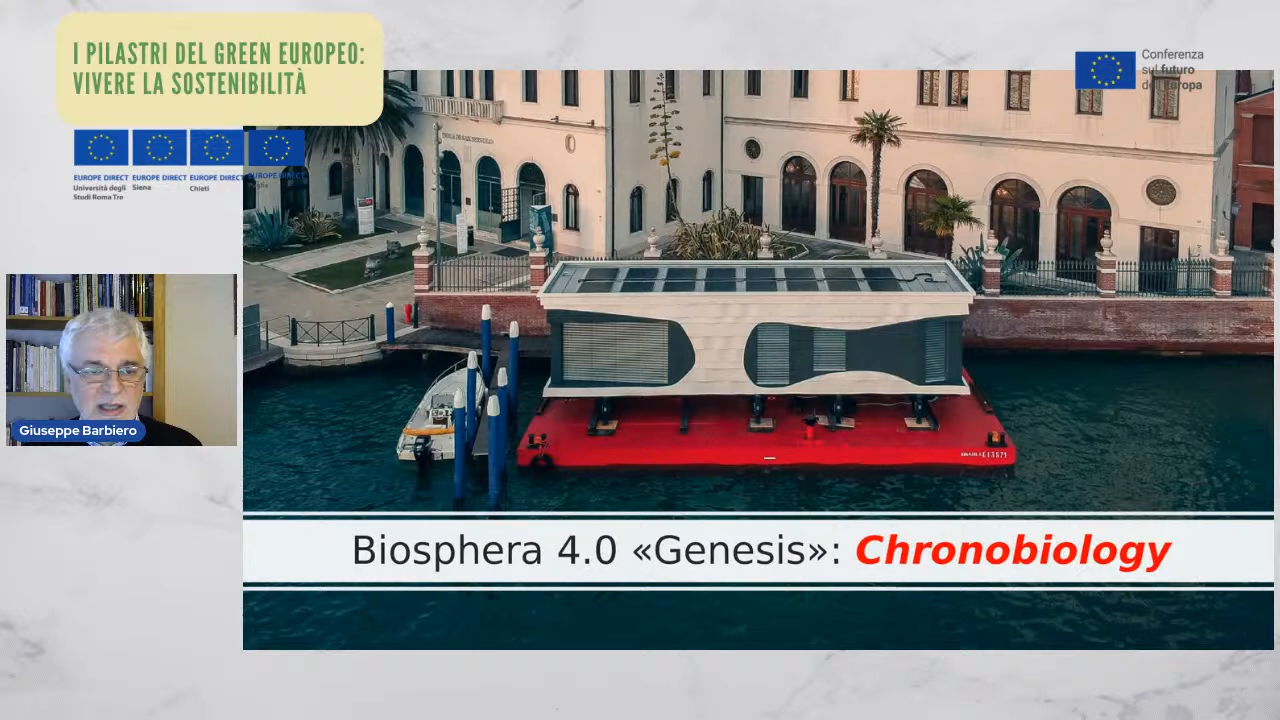 I PILASTRI DEL GREEN EUROPEO:
VIVERE LA SOSTENIBILITÀ
EUROPE DIRECT
Università degli
Studi Roma Tre
EUROPE DIRECT
Siena
EUROPE DIRECT
Chieti
EUROPE DIRECT
Puglia
Conferenza
sul futuro
dell'Europa
Giuseppe Barbiero
Biosphera 4.0 «Genesis»: Chronobiology